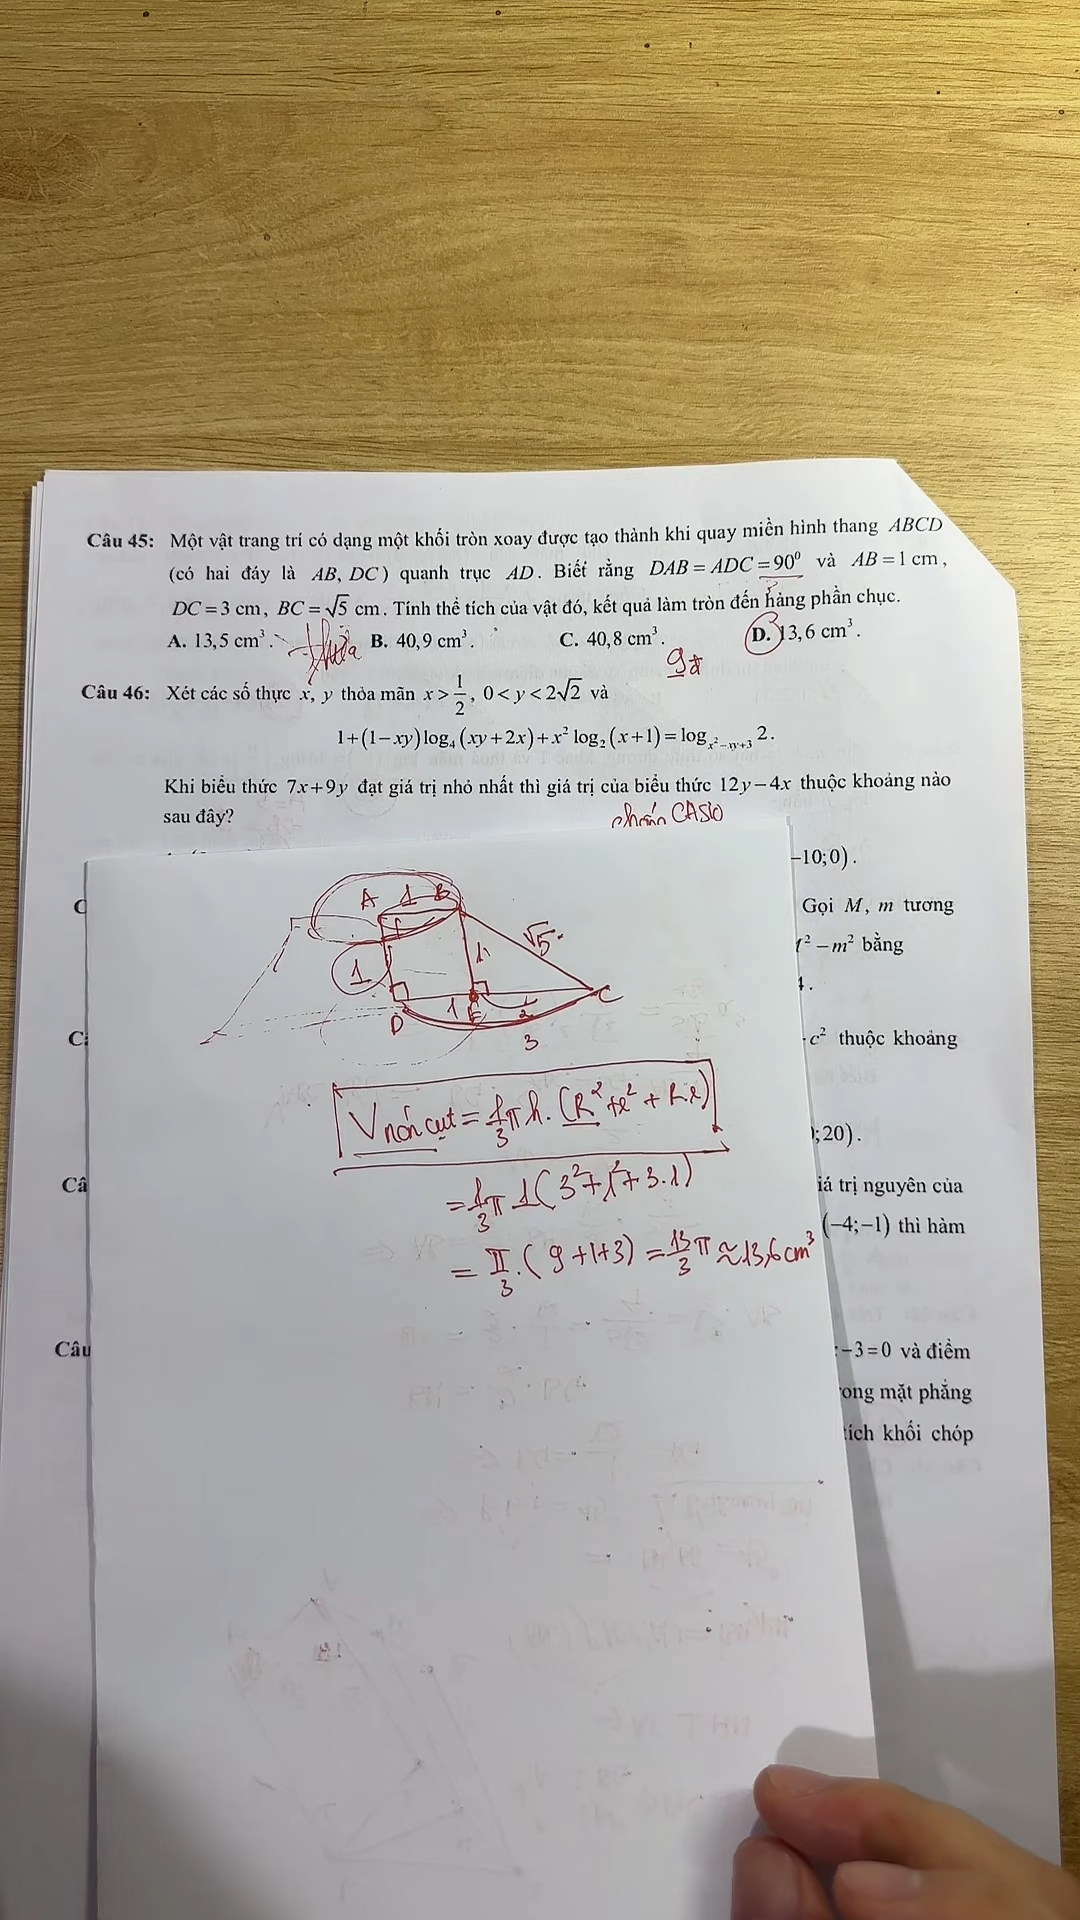 Câu 45: Một vật trang trí có dạng một khối tròn xoay được tạo thành khi quay miền hình thang ABCD
(có hai đáy là AB, DC) quanh trục AD. Biết rằng DAB = ADC = 90⁰ và AB = 1 cm,
DC = 3 cm, BC = √5 cm. Tính thể tích của vật đó, kết quả làm tròn đến hàng phần chục.
A. 13,5 cm³. B. 40,9 cm³. C. 40,8 cm³. D. 13,6 cm³.
Câu 46: Xét các số thực x, y thỏa mãn x > 1/2, 0 < y < 2√2 và
1+(1−xy)log₄(xy+2x)+x² log₂(x+1) = log_{x²−xy+3} 2.
Khi biểu thức 7x+9y đạt giá trị nhỏ nhất thì giá trị của biểu thức 12y−4x thuộc khoảng nào
sau đây?
CASIO
−10;0).
Gọi M, m tương
² − m² bằng
4.
c² thuộc khoảng
;20).
Câ
iá trị nguyên của
(−4;−1) thì hàm
Câu
−3=0 và điểm
rong mặt phẳng
tích khối chóp
A 1 B
√5
1
1
D 1 E 2 C
3
V nón cụt = 1/3 π h. (R² + r² + R.r)
= 1/3 π 1(3² + 1² + 3.1)
= π/3 . (9+1+3) = 13/3 π ≈ 13,6 cm³